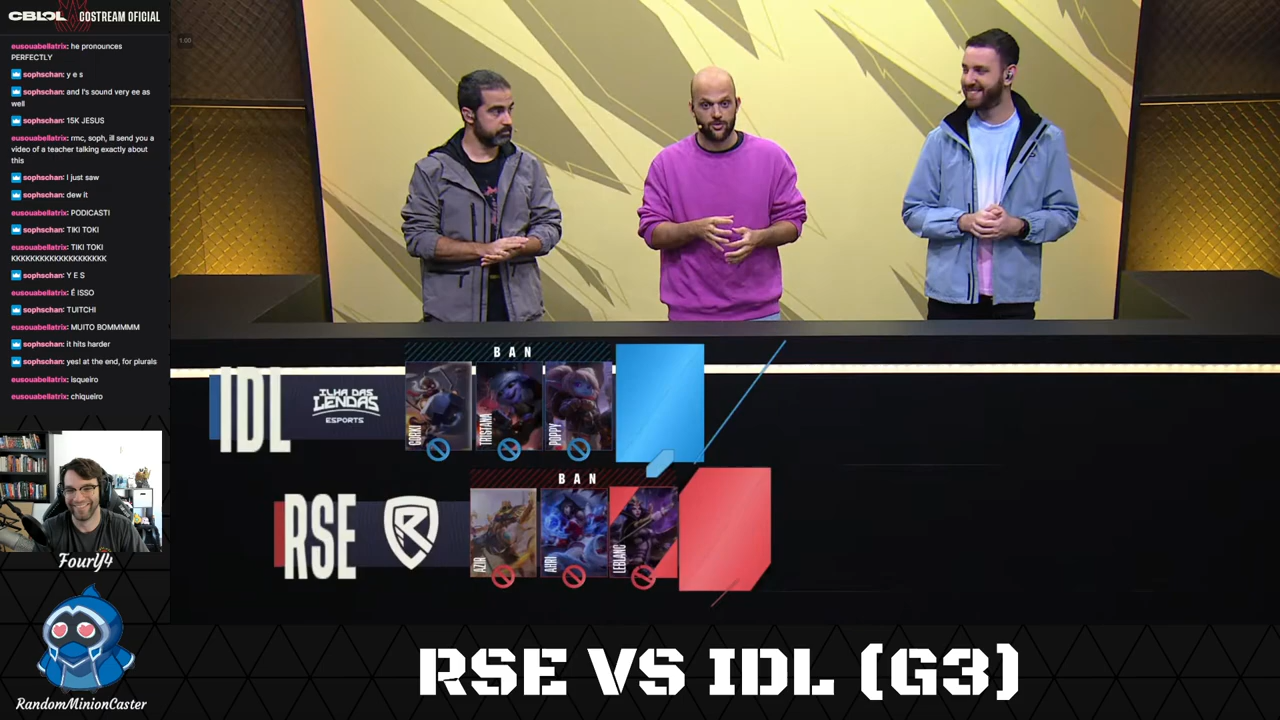 CBLOL COSTREAM OFICIAL
eusouabellatrix: he pronounces
PERFECTLY
sophschan: y e s
sophschan: and I's sound very ee as
well
sophschan: 15K JESUS
eusouabellatrix: rmc, soph, ill send you a
video of a teacher talking exactly about
this
sophschan: I just saw
sophschan: dew it
eusouabellatrix: PODICASTI
sophschan: TIKI TOKI
eusouabellatrix: TIKI TOKI
KKKKKKKKKKKKKKKKKKK
sophschan: Y E S
eusouabellatrix: É ISSO
sophschan: TUITCHI
eusouabellatrix: MUITO BOMMMMM
sophschan: it hits harder
sophschan: yes! at the end, for plurals
eusouabellatrix: isqueiro
eusouabellatrix: chiqueiro
1.00
BAN
IDL
ILHA DAS
LENDAS
ESPORTS
CORKI
TRISTANA
POPPY
BAN
RSE
AZIR
AHRI
LEBLANC
FourY4
RandomMinionCaster
RSE VS IDL (G3)